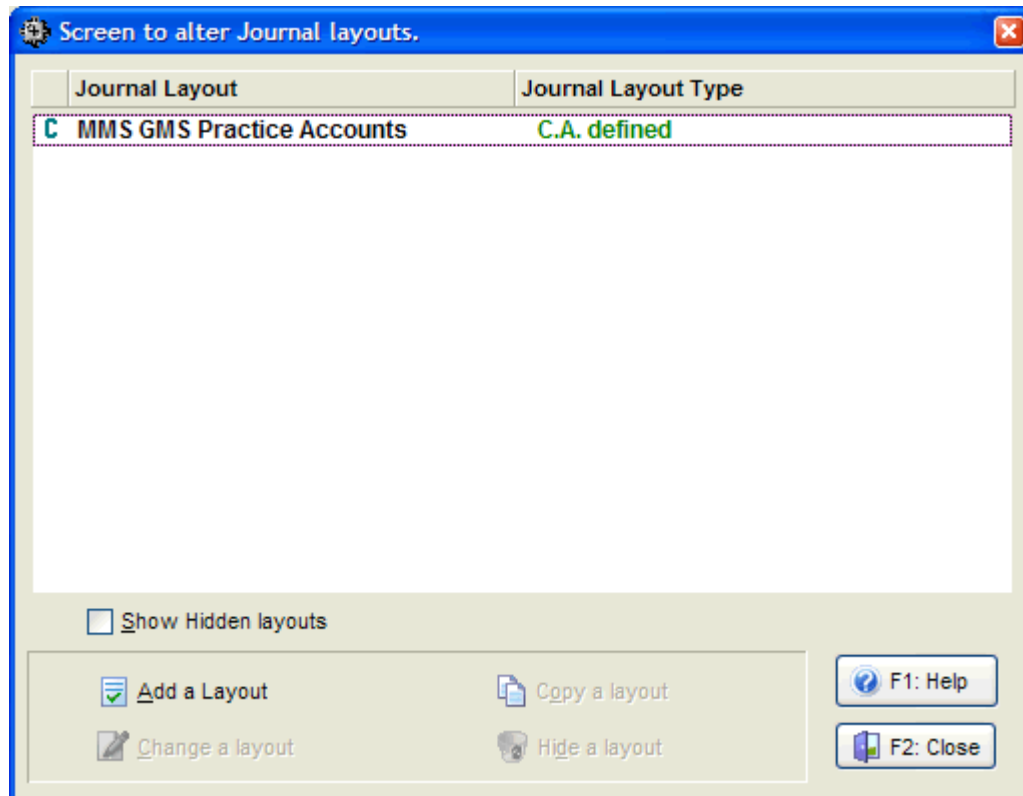 Screen to alter Journal layouts.
Journal Layout Journal Layout Type
C MMS GMS Practice Accounts C.A. defined
Show Hidden layouts
Add a Layout Copy a layout F1: Help
Change a layout Hide a layout F2: Close